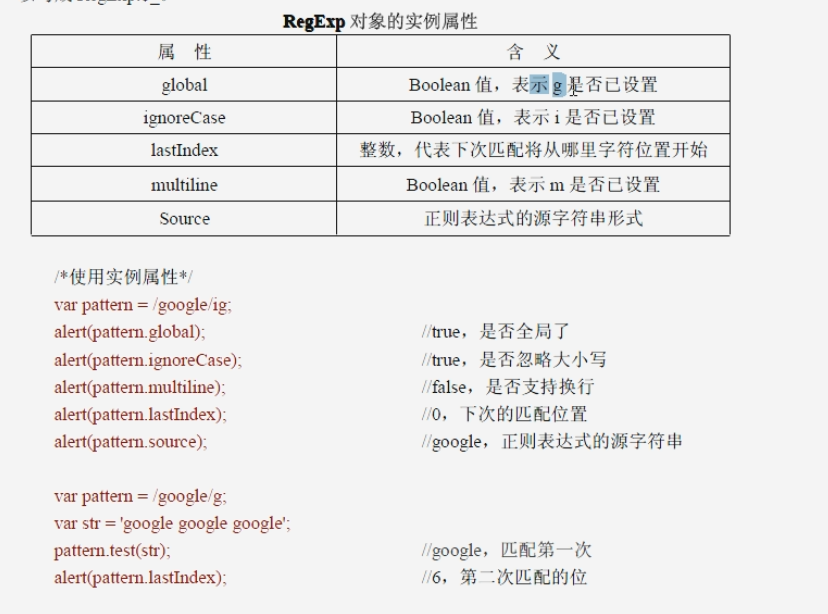 RegExp 对象的实例属性
属 性 含 义
global Boolean 值，表示 g 是否已设置
ignoreCase Boolean 值，表示 i 是否已设置
lastIndex 整数，代表下次匹配将从哪里字符位置开始
multiline Boolean 值，表示 m 是否已设置
Source 正则表达式的源字符串形式
/*使用实例属性*/
var pattern = /google/ig;
alert(pattern.global); //true，是否全局了
alert(pattern.ignoreCase); //true，是否忽略大小写
alert(pattern.multiline); //false，是否支持换行
alert(pattern.lastIndex); //0，下次的匹配位置
alert(pattern.source); //google，正则表达式的源字符串
var pattern = /google/g;
var str = 'google google google';
pattern.test(str); //google，匹配第一次
alert(pattern.lastIndex); //6，第二次匹配的位